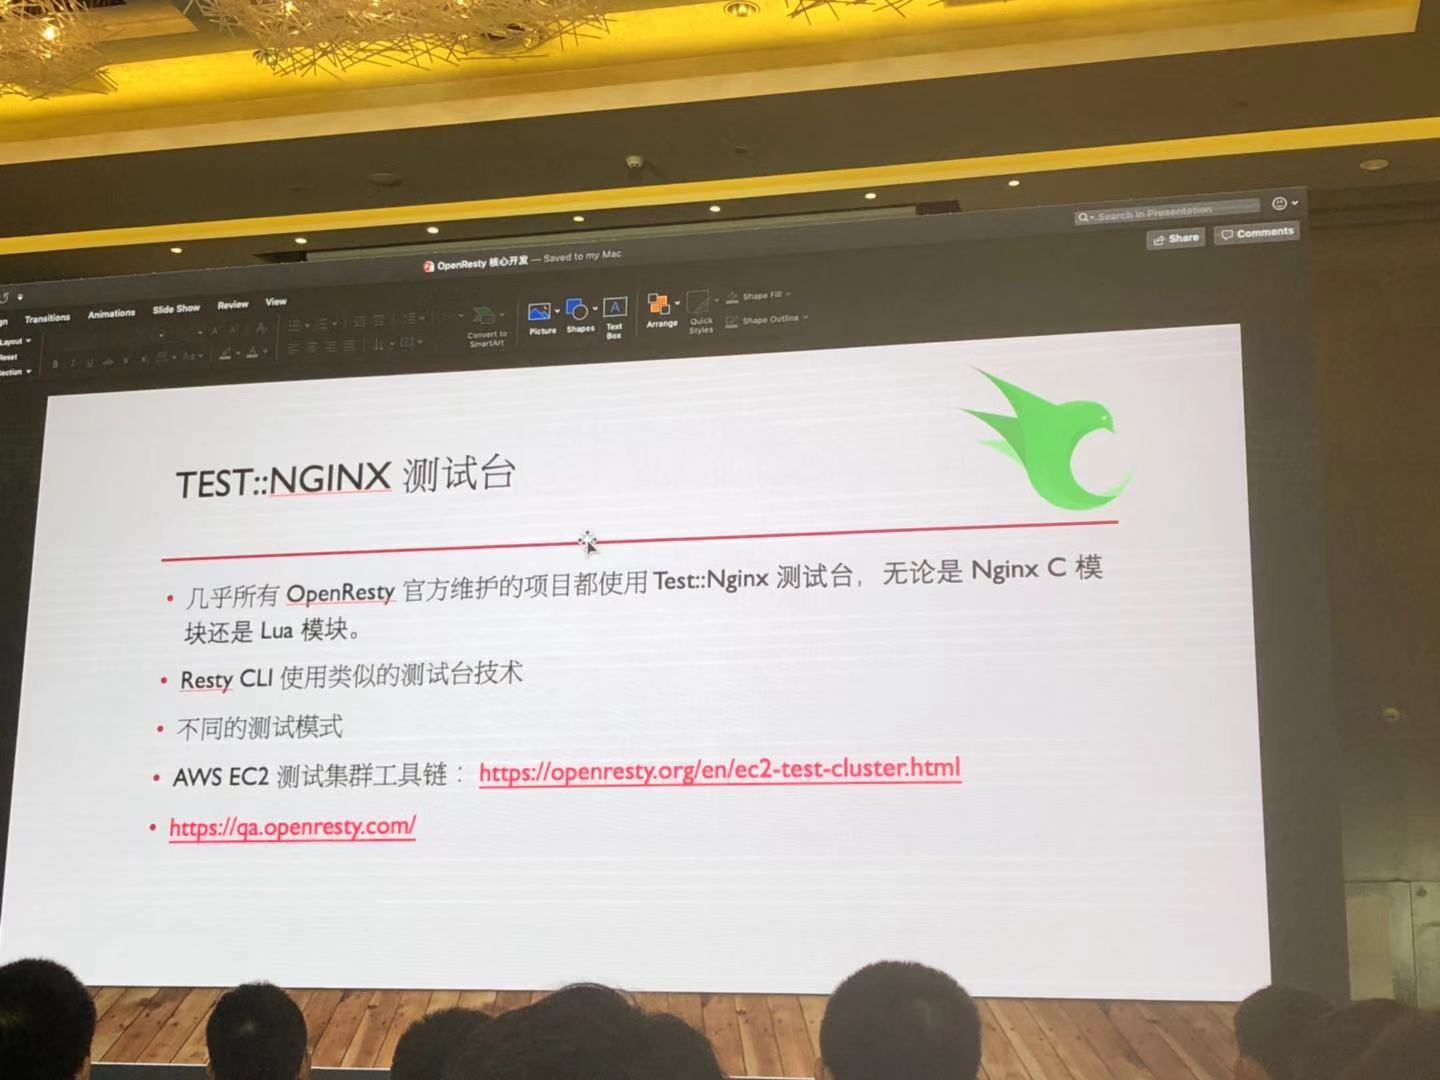 Search in Presentation
Share
Comments
OpenResty 核心开发 — Saved to my Mac
Transitions Animations Slide Show Review View
Layout
Reset
Convert to SmartArt
Picture Shapes Text Box
Arrange Quick Styles
Shape Fill
Shape Outline
TEST::NGINX 测试台
• 几乎所有 OpenResty 官方维护的项目都使用 Test::Nginx 测试台，无论是 Nginx C 模
块还是 Lua 模块。
• Resty CLI 使用类似的测试台技术
• 不同的测试模式
• AWS EC2 测试集群工具链： https://openresty.org/en/ec2-test-cluster.html
• https://qa.openresty.com/